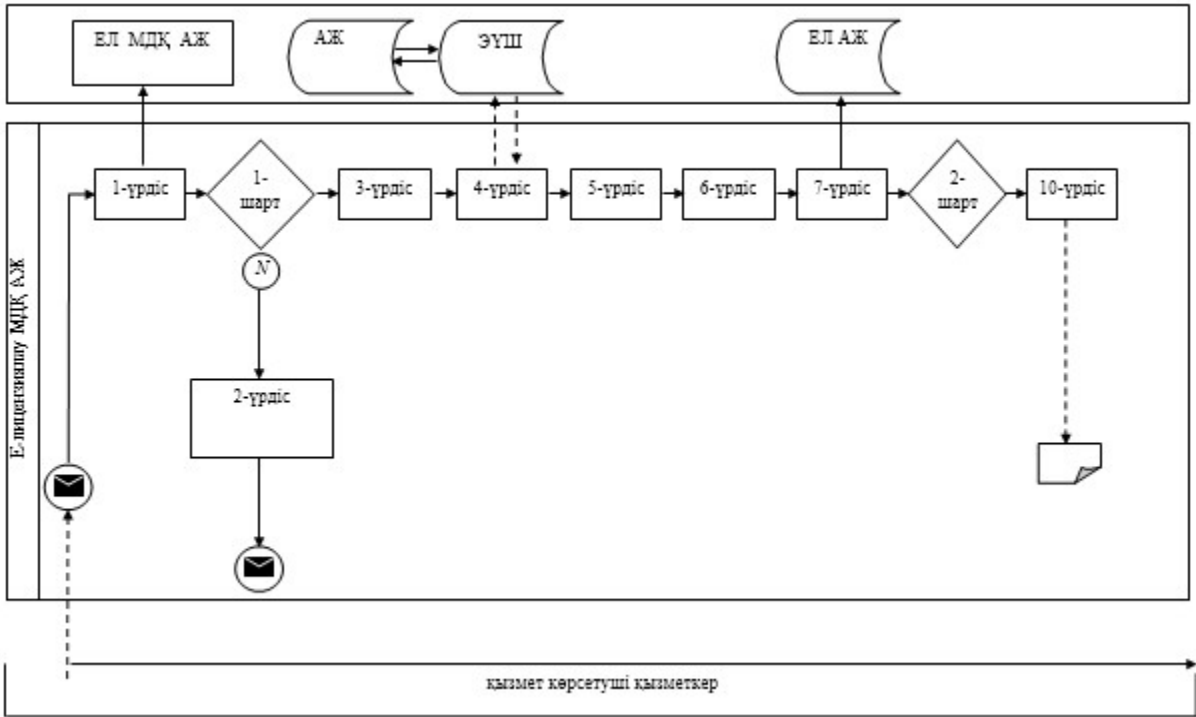 ЕЛ МДҚ АЖ
АЖ
ЭҮШ
ЕЛ АЖ
1-үрдіс
1-
шарт
3-үрдіс
4-үрдіс
5-үрдіс
6-үрдіс
7-үрдіс
2-
шарт
10-үрдіс
N
2-үрдіс
Е-лицензиялау МДҚ АЖ
қызмет көрсетуші қызметкер